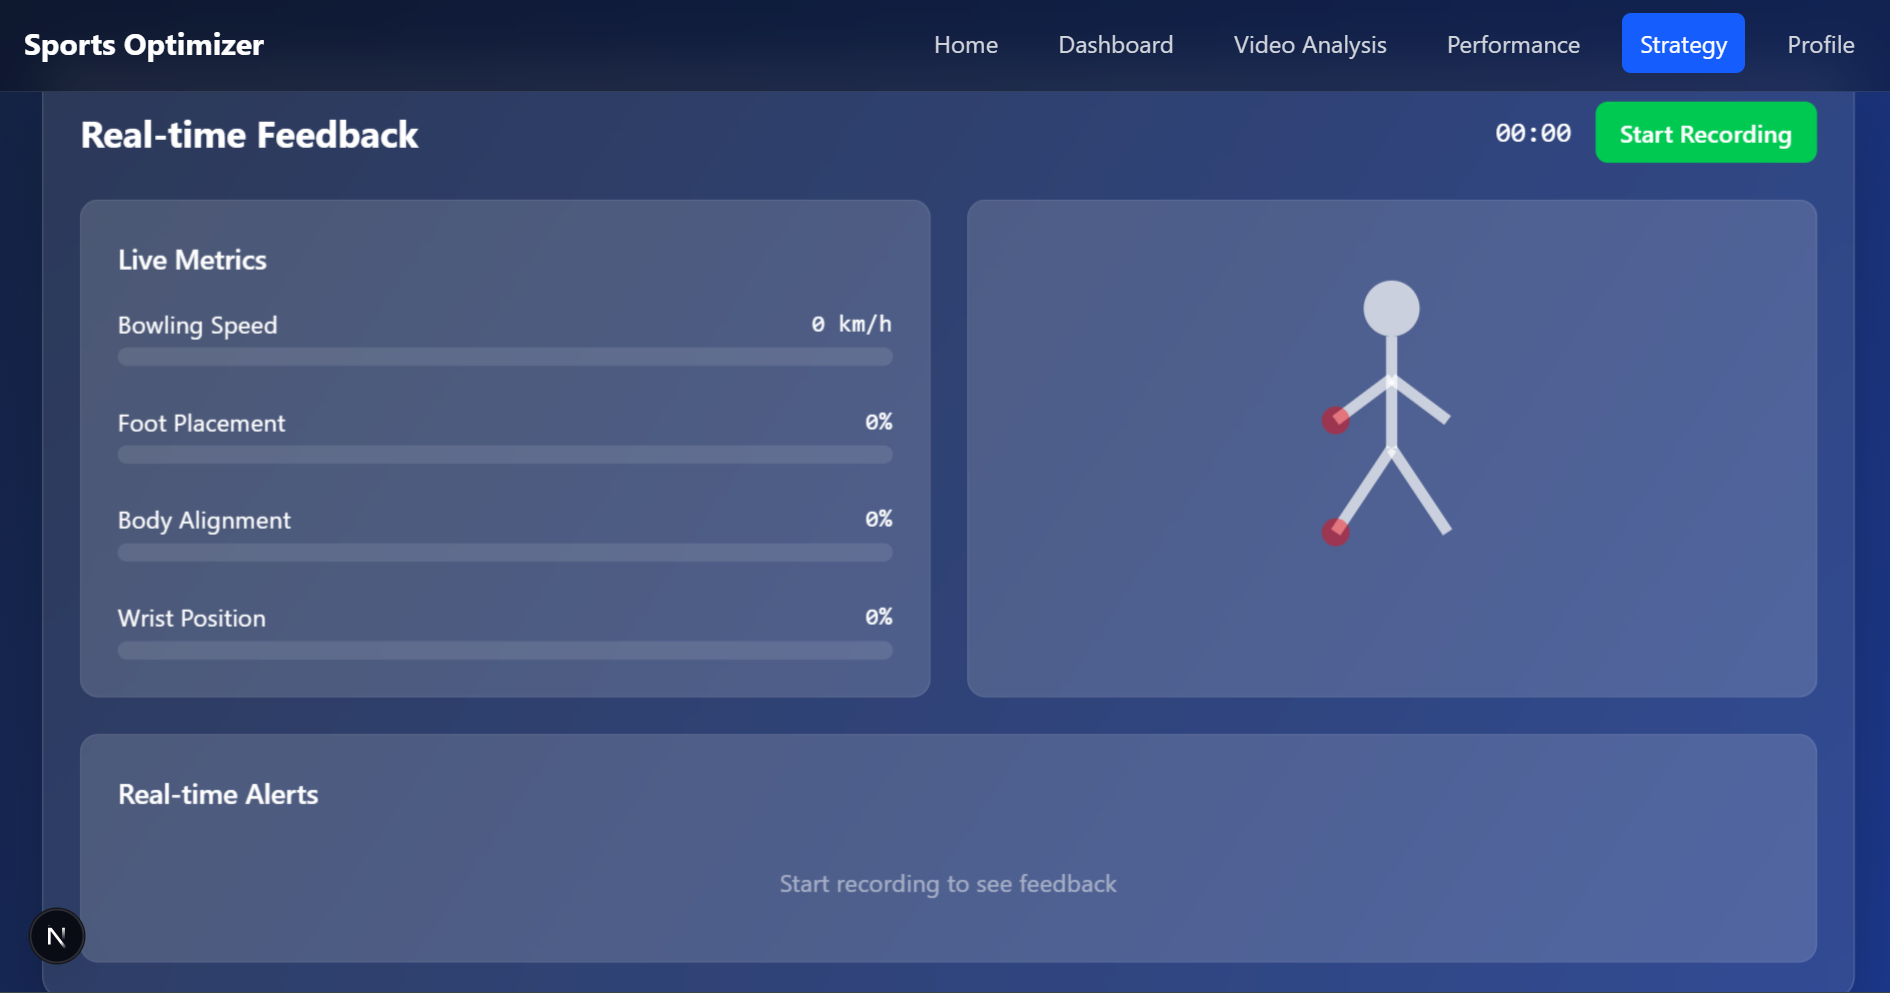 Sports Optimizer
Home
Dashboard
Video Analysis
Performance
Strategy
Profile
Real-time Feedback
00:00
Start Recording
Live Metrics
Bowling Speed
0 km/h
Foot Placement
0%
Body Alignment
0%
Wrist Position
0%
Real-time Alerts
Start recording to see feedback
N